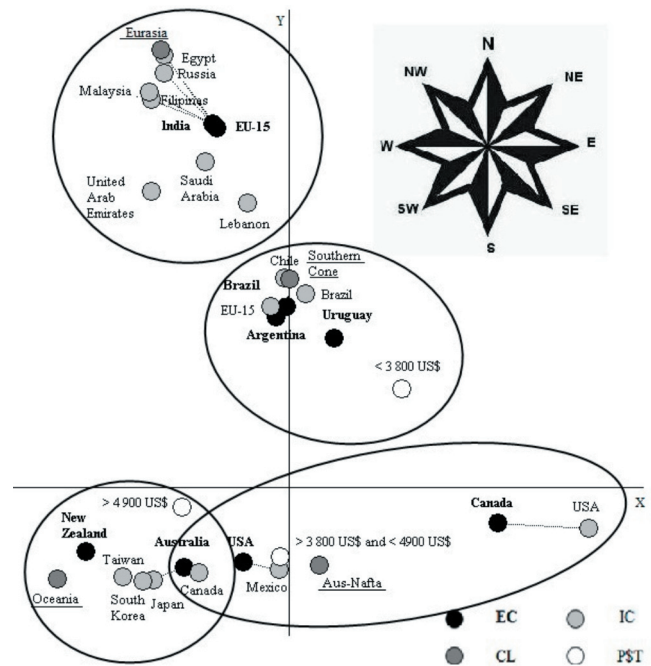 Y
Eurasia
Egypt
Russia
Malaysia
Filipinas
India EU-15
United
Arab
Emirates
Saudi
Arabia
Lebanon
N
NE
E
SE
S
SW
W
NW
Chile
Southern
Cone
Brazil
Brazil
EU-15
Uruguay
Argentina
< 3 800 US$
X
> 4 900 US$
New
Zealand
Australia
USA
> 3 800 US$ and < 4900 US$
Canada
USA
Taiwan
Oceania
South
Korea
Japan
Canada
Mexico
Aus-Nafta
EC
IC
CL
P$T